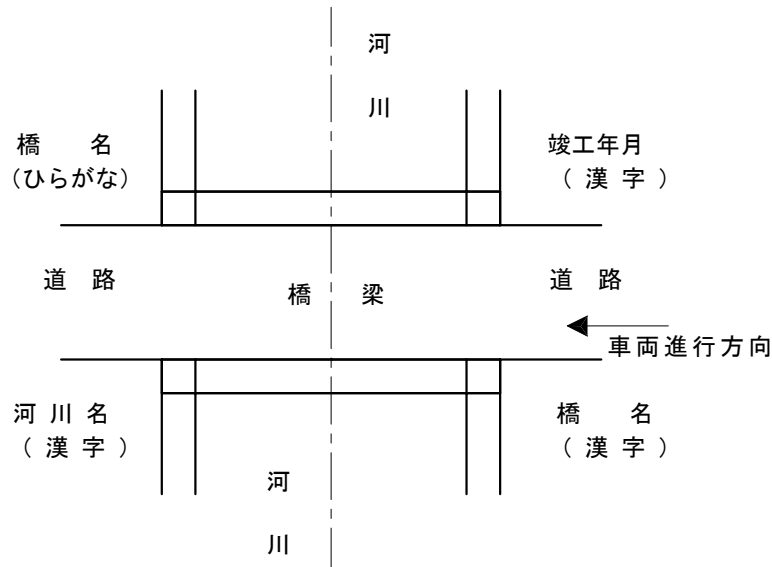 河
川
橋　名
（ひらがな）
竣工年月
（漢字）
道路
橋梁
道路
車両進行方向
河川名
（漢字）
橋　名
（漢字）
河
川